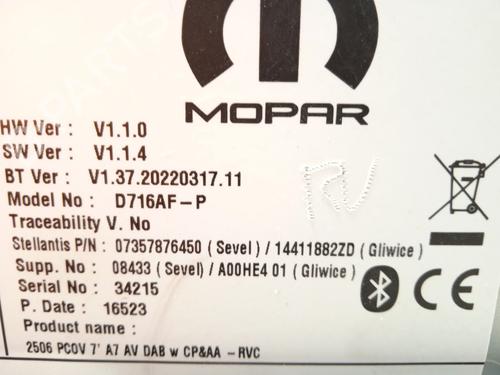 MOPAR
HW Ver : V1.1.0
SW Ver : V1.1.4
BT Ver : V1.37.20220317.11
Model No : D716AF-P
Traceability V. No
Stellantis P/N : 07357876450 ( Sevel ) / 14411882ZD ( Gliwice )
Supp. No : 08433 ( Sevel ) / A00HE4 01 ( Gliwice )
Serial No : 34215
P. Date : 16523
Product name :
2506 PCOV 7' A7 AV DAB w CP&AA - RVC
RV
CE